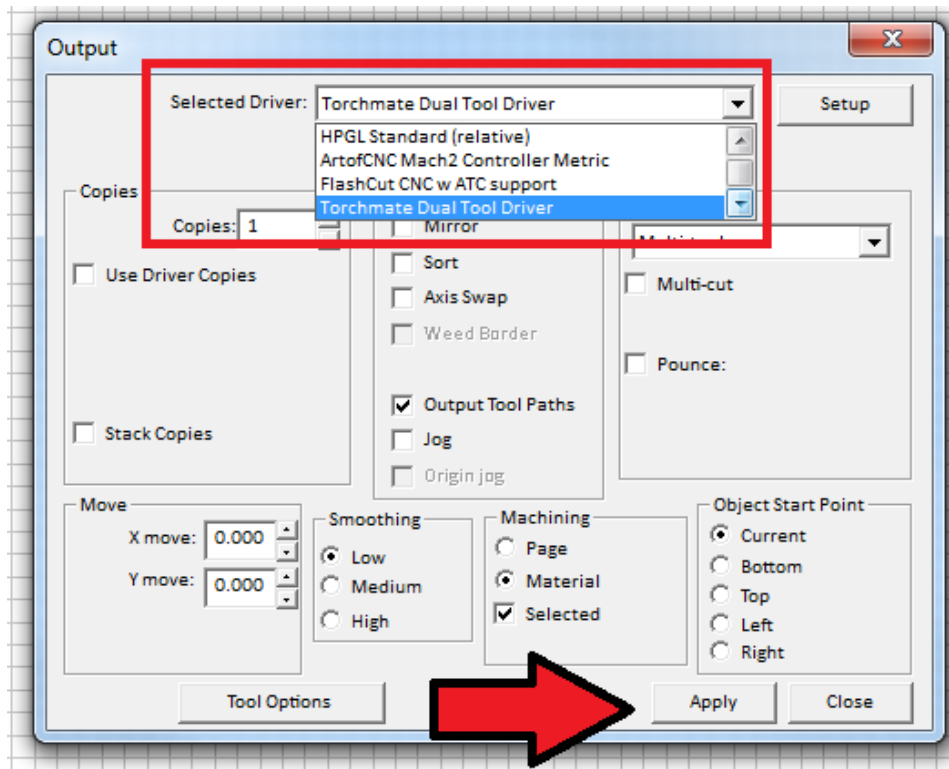 Output
Selected Driver: Torchmate Dual Tool Driver Setup
HPGL Standard (relative)
ArtofCNC Mach2 Controller Metric
FlashCut CNC w ATC support
Torchmate Dual Tool Driver
Copies
Copies: 1
Use Driver Copies
Stack Copies
Mirror
Sort
Axis Swap
Weed Border
Output Tool Paths
Jog
Origin jog
Multi-cut
Pounce:
Move
X move: 0.000
Y move: 0.000
Smoothing
Low
Medium
High
Machining
Page
Material
Selected
Object Start Point
Current
Bottom
Top
Left
Right
Tool Options Apply Close